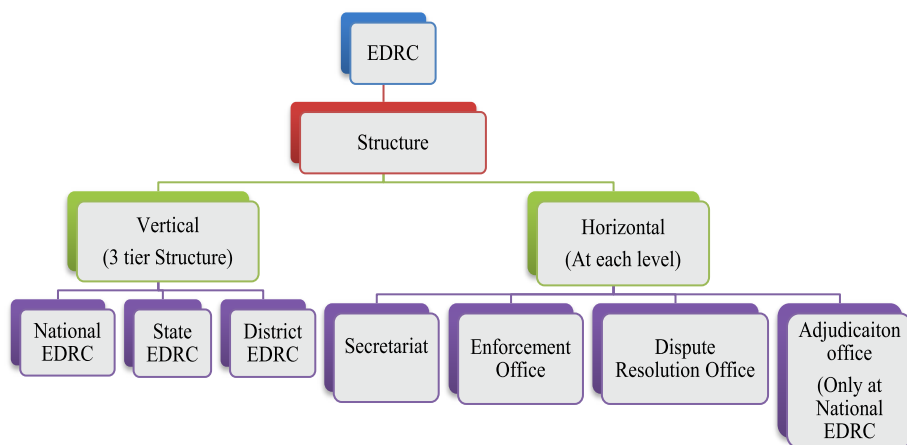 EDRC
Structure
Vertical
(3 tier Structure)
Horizontal
(At each level)
National
EDRC
State
EDRC
District
EDRC
Secretariat
Enforcement
Office
Dispute
Resolution Office
Adjudicaiton
office
(Only at
National
EDRC